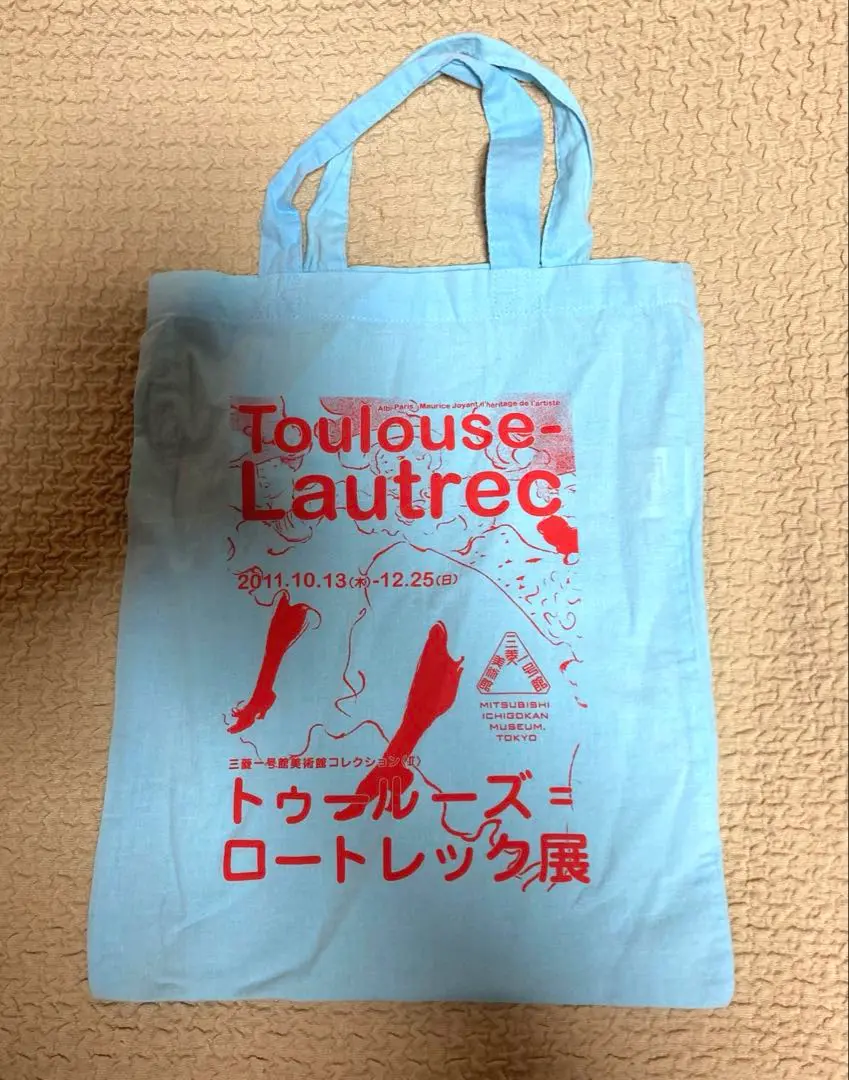 Albi-Paris Maurice Joyant l'héritage de l'artiste
Toulouse-
Lautrec
2011.10.13(木)-12.25(日)
三菱一号館美術館
MITSUBISHI
ICHIGOKAN
MUSEUM.
TOKYO
三菱一号館美術館コレクション〈Ⅱ〉
トゥールーズ=
ロートレック展